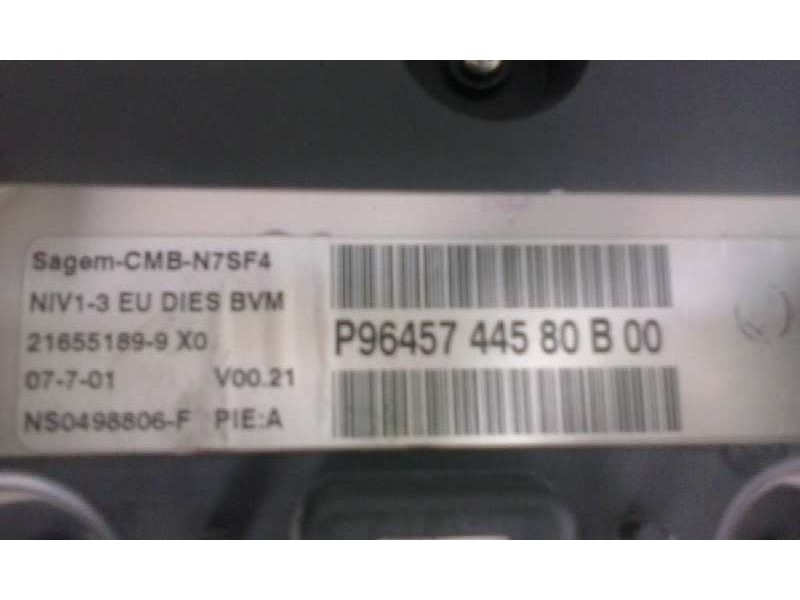 Sagem-CMB-N7SF4
NIV1-3 EU DIES BVM
21655189-9 X0
07-7-01 V00.21
NS0498806-F PIE:A
P96457 445 80 B 00